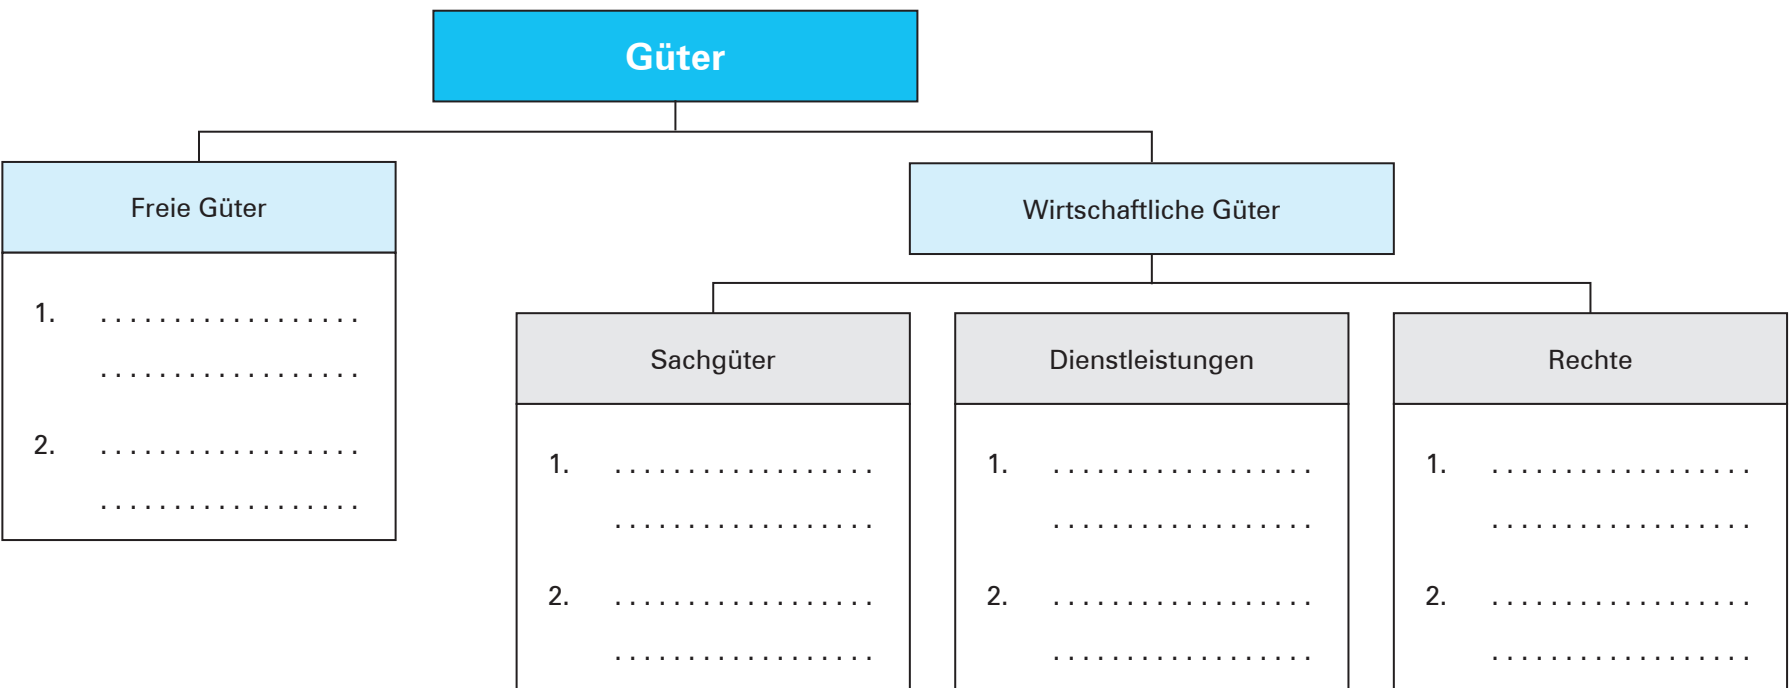 Güter
Freie Güter
1. . . . . . . . . . . . . . . . . . .
. . . . . . . . . . . . . . . . . .
2. . . . . . . . . . . . . . . . . . .
. . . . . . . . . . . . . . . . . .
Wirtschaftliche Güter
Sachgüter
1. . . . . . . . . . . . . . . . . . .
. . . . . . . . . . . . . . . . . .
2. . . . . . . . . . . . . . . . . . .
. . . . . . . . . . . . . . . . . .
Dienstleistungen
1. . . . . . . . . . . . . . . . . . .
. . . . . . . . . . . . . . . . . .
2. . . . . . . . . . . . . . . . . . .
. . . . . . . . . . . . . . . . . .
Rechte
1. . . . . . . . . . . . . . . . . . .
. . . . . . . . . . . . . . . . . .
2. . . . . . . . . . . . . . . . . . .
. . . . . . . . . . . . . . . . . .